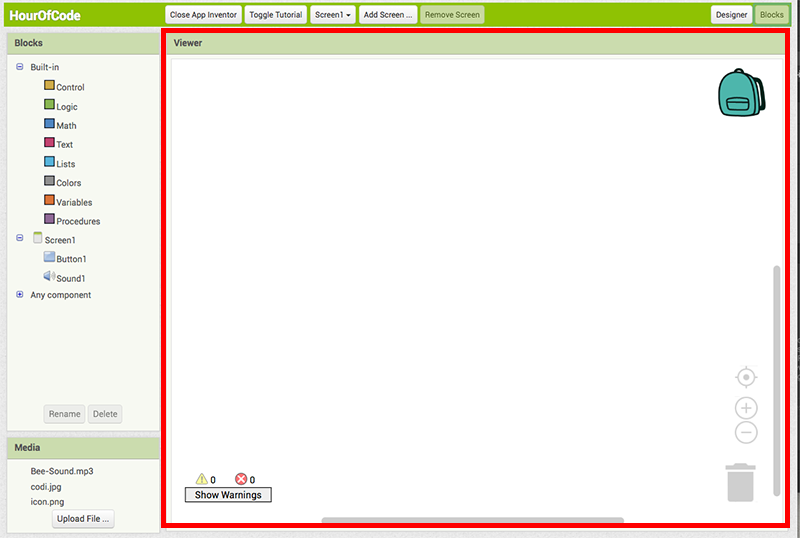 HourOfCode
Close App Inventor
Toggle Tutorial
Screen1
Add Screen ...
Remove Screen
Designer
Blocks
Blocks
Built-in
Control
Logic
Math
Text
Lists
Colors
Variables
Procedures
Screen1
Button1
Sound1
Any component
Rename
Delete
Media
Bee-Sound.mp3
codi.jpg
icon.png
Upload File ...
Viewer
0
0
Show Warnings